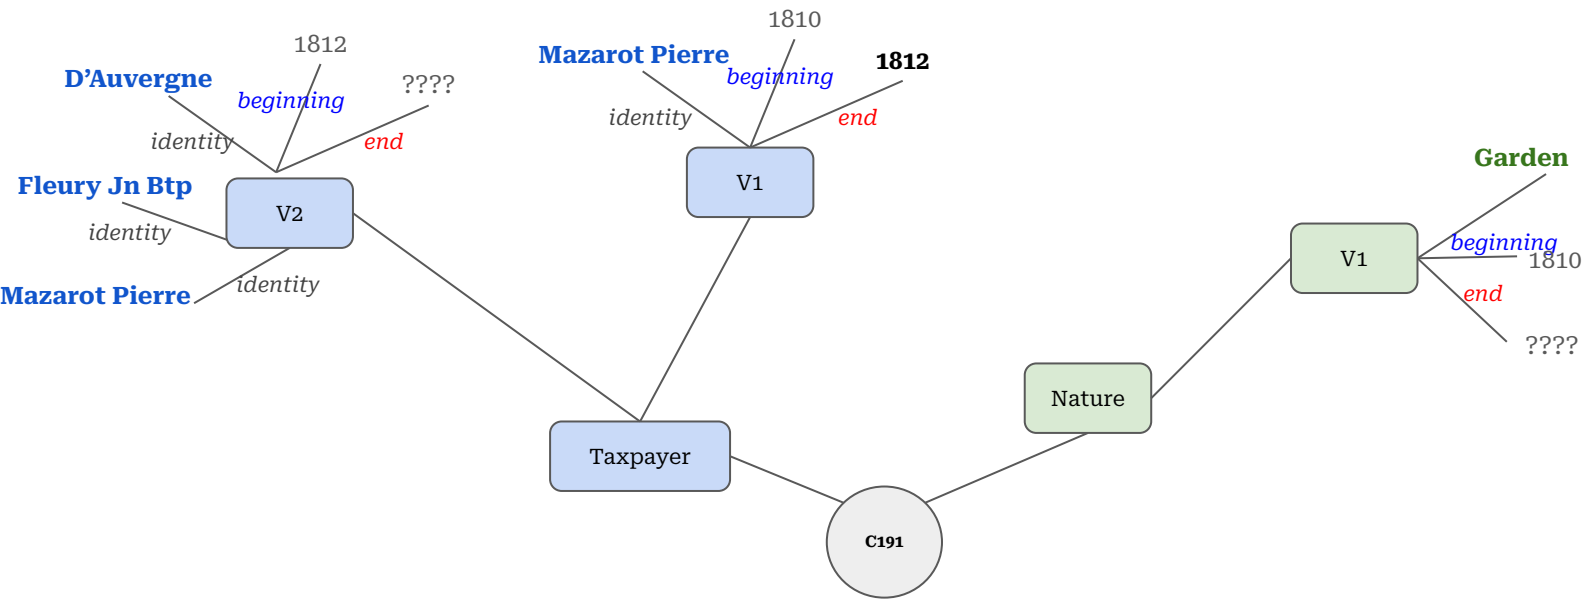 1810
1812
Mazarot Pierre
1812
D’Auvergne
beginning
????
beginning
end
identity
identity
end
Garden
V1
Fleury Jn Btp
V2
identity
beginning
V1
1810
identity
Mazarot Pierre
end
????
Nature
Taxpayer
C191